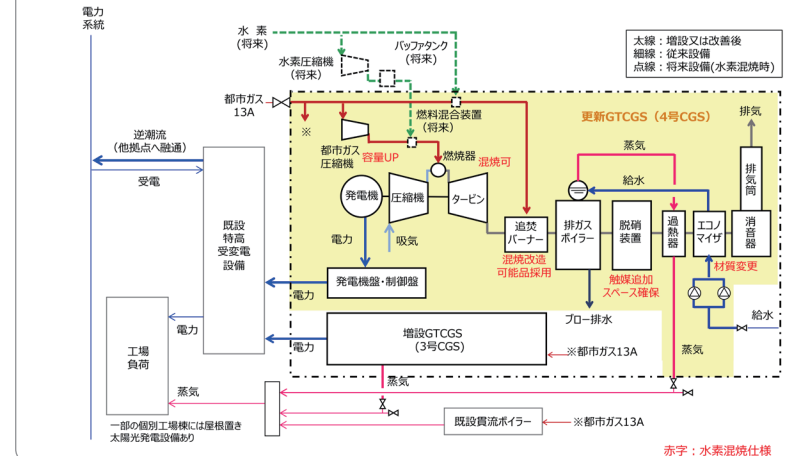 電力
系統
水 素
(将来)
水素圧縮機
(将来)
バッファタンク
(将来)
太線：増設又は改善後
細線：従来設備
点線：将来設備(水素混焼時)
都市ガス
13A
※
燃料混合装置
(将来)
更新GTCGS（4号CGS）
排気
逆潮流
(他拠点へ融通)
受電
都市ガス
圧縮機
容量UP
燃焼器
混焼可
蒸気
給水
発電機
圧縮機
タービン
排気筒
既設
特高
受変電
設備
電力
吸気
追焚
バーナー
混焼改造
可能品採用
排ガス
ボイラー
脱硝
装置
触媒追加
スペース確保
過熱器
エコノ
マイザ
材質変更
消音器
発電機盤・制御盤
電力
ブロー排水
給水
増設GTCGS
(3号CGS)
電力
※都市ガス13A
蒸気
工場
負荷
電力
蒸気
蒸気
既設貫流ボイラー
※都市ガス13A
一部の個別工場棟には屋根置き
太陽光発電設備あり
赤字：水素混焼仕様